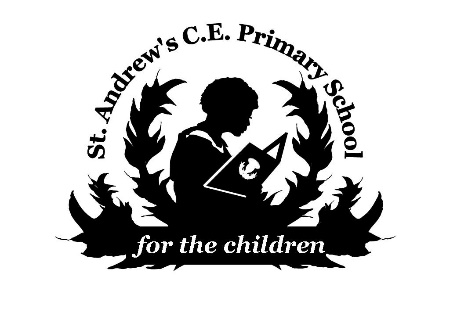 St. Andrew's C.E. Primary School
for the children